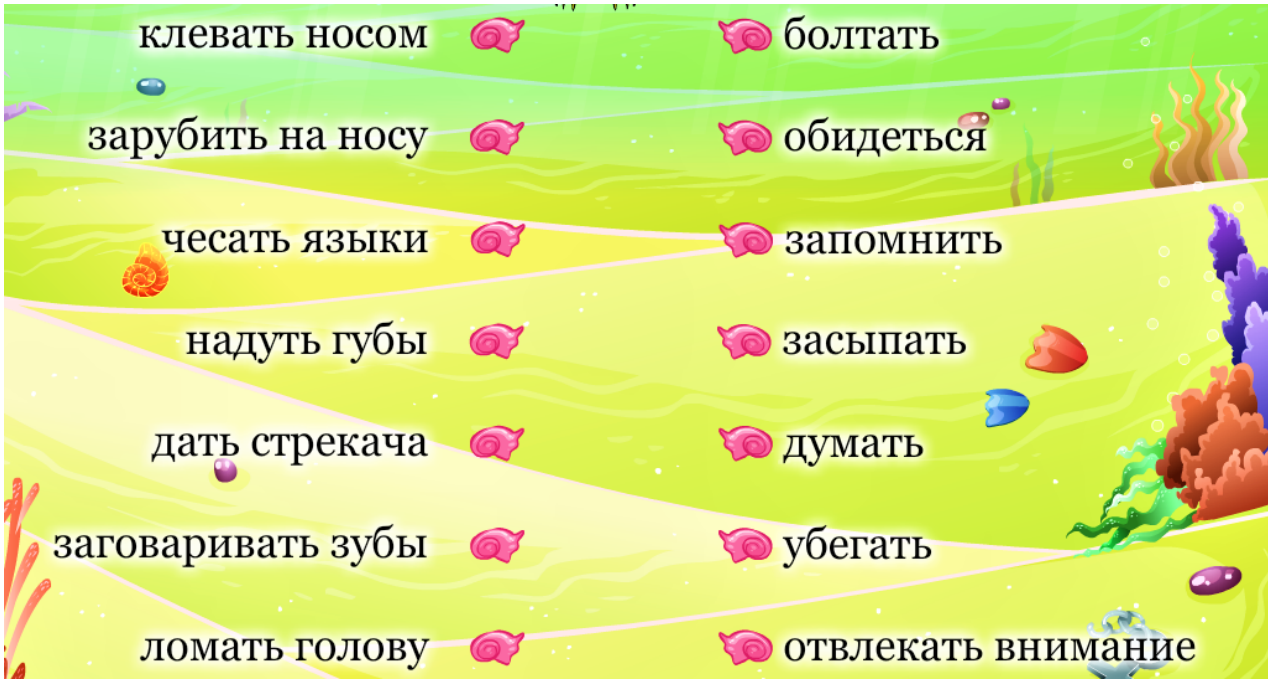 клевать носом болтать
зарубить на носу обидеться
чесать языки запомнить
надуть губы засыпать
дать стрекача думать
заговаривать зубы убегать
ломать голову отвлекать внимание